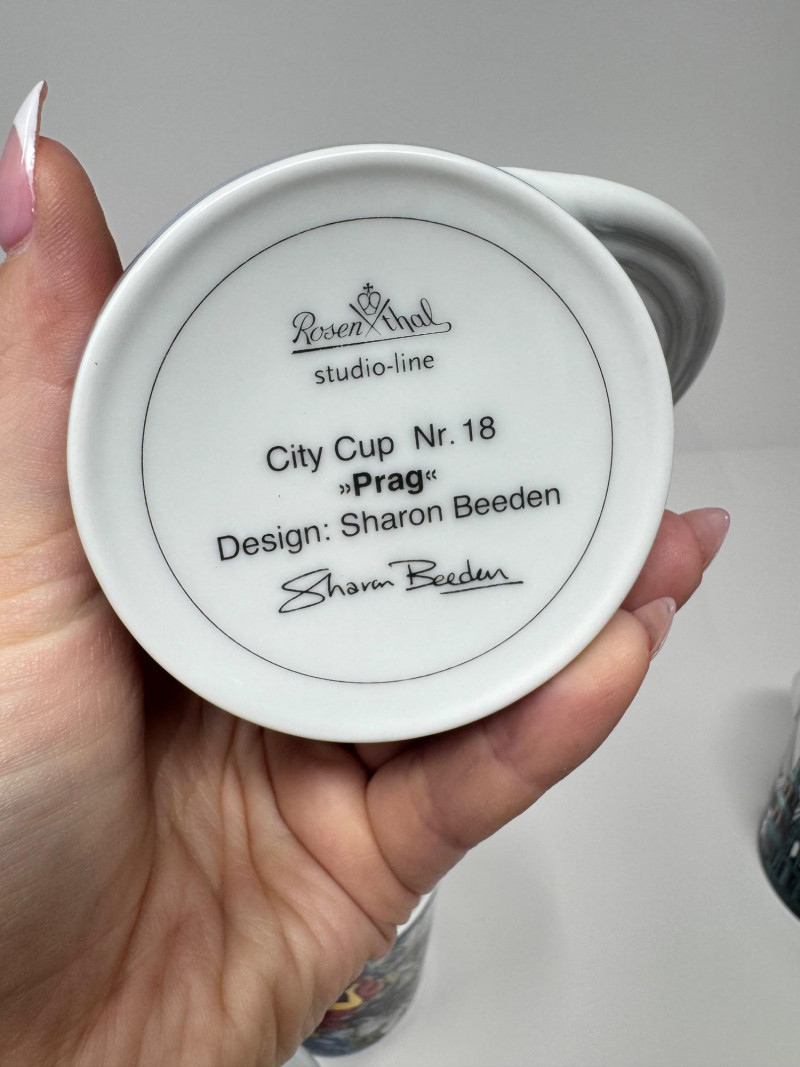 Rosenthal
studio-line
City Cup Nr. 18
»Prag«
Design: Sharon Beeden
Sharon Beeden